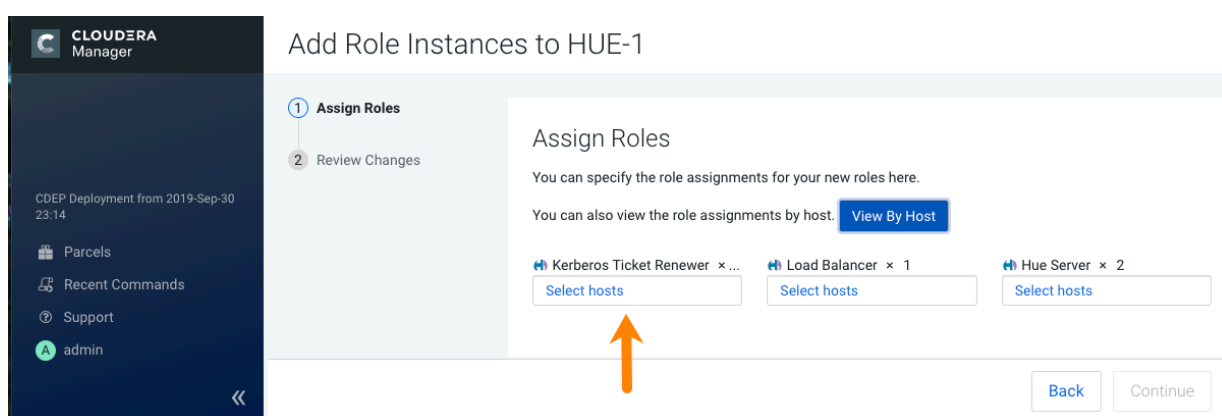 CLOUDERA
Manager
Add Role Instances to HUE-1
1 Assign Roles
2 Review Changes
Assign Roles
You can specify the role assignments for your new roles here.
You can also view the role assignments by host. View By Host
Kerberos Ticket Renewer × ...
Load Balancer × 1
Hue Server × 2
Select hosts
Select hosts
Select hosts
CDEP Deployment from 2019-Sep-30
23:14
Parcels
Recent Commands
Support
A admin
«
Back
Continue